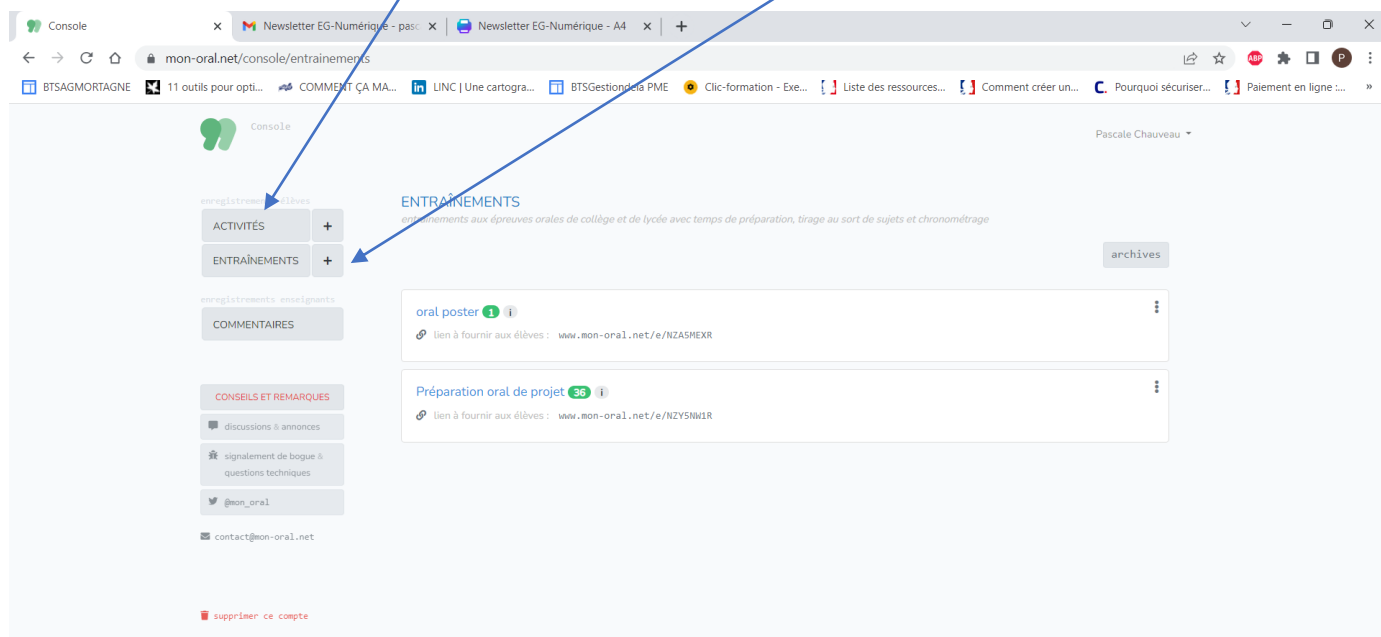 Console
Newsletter EG-Numérique - pasc
Newsletter EG-Numérique - A4
mon-oral.net/console/entrainements
ABP
P
BTSAGMORTAGNE
11 outils pour opti...
COMMENT ÇA MA...
LINC | Une cartogra...
BTSGestiondela PME
Clic-formation - Exe...
Liste des ressources...
Comment créer un...
Pourquoi sécuriser...
Paiement en ligne :...
»
Console
Pascale Chauveau
enregistrements élèves
ACTIVITÉS +
ENTRAÎNEMENTS +
enregistrements enseignants
COMMENTAIRES
CONSEILS ET REMARQUES
discussions & annonces
signalement de bogue &
questions techniques
@mon_oral
contact@mon-oral.net
supprimer ce compte
ENTRAÎNEMENTS
entraînements aux épreuves orales de collège et de lycée avec temps de préparation, tirage au sort de sujets et chronométrage
archives
oral poster 1 i
lien à fournir aux élèves : www.mon-oral.net/e/NZA5MEXR
Préparation oral de projet 36 i
lien à fournir aux élèves : www.mon-oral.net/e/NZY5NW1R